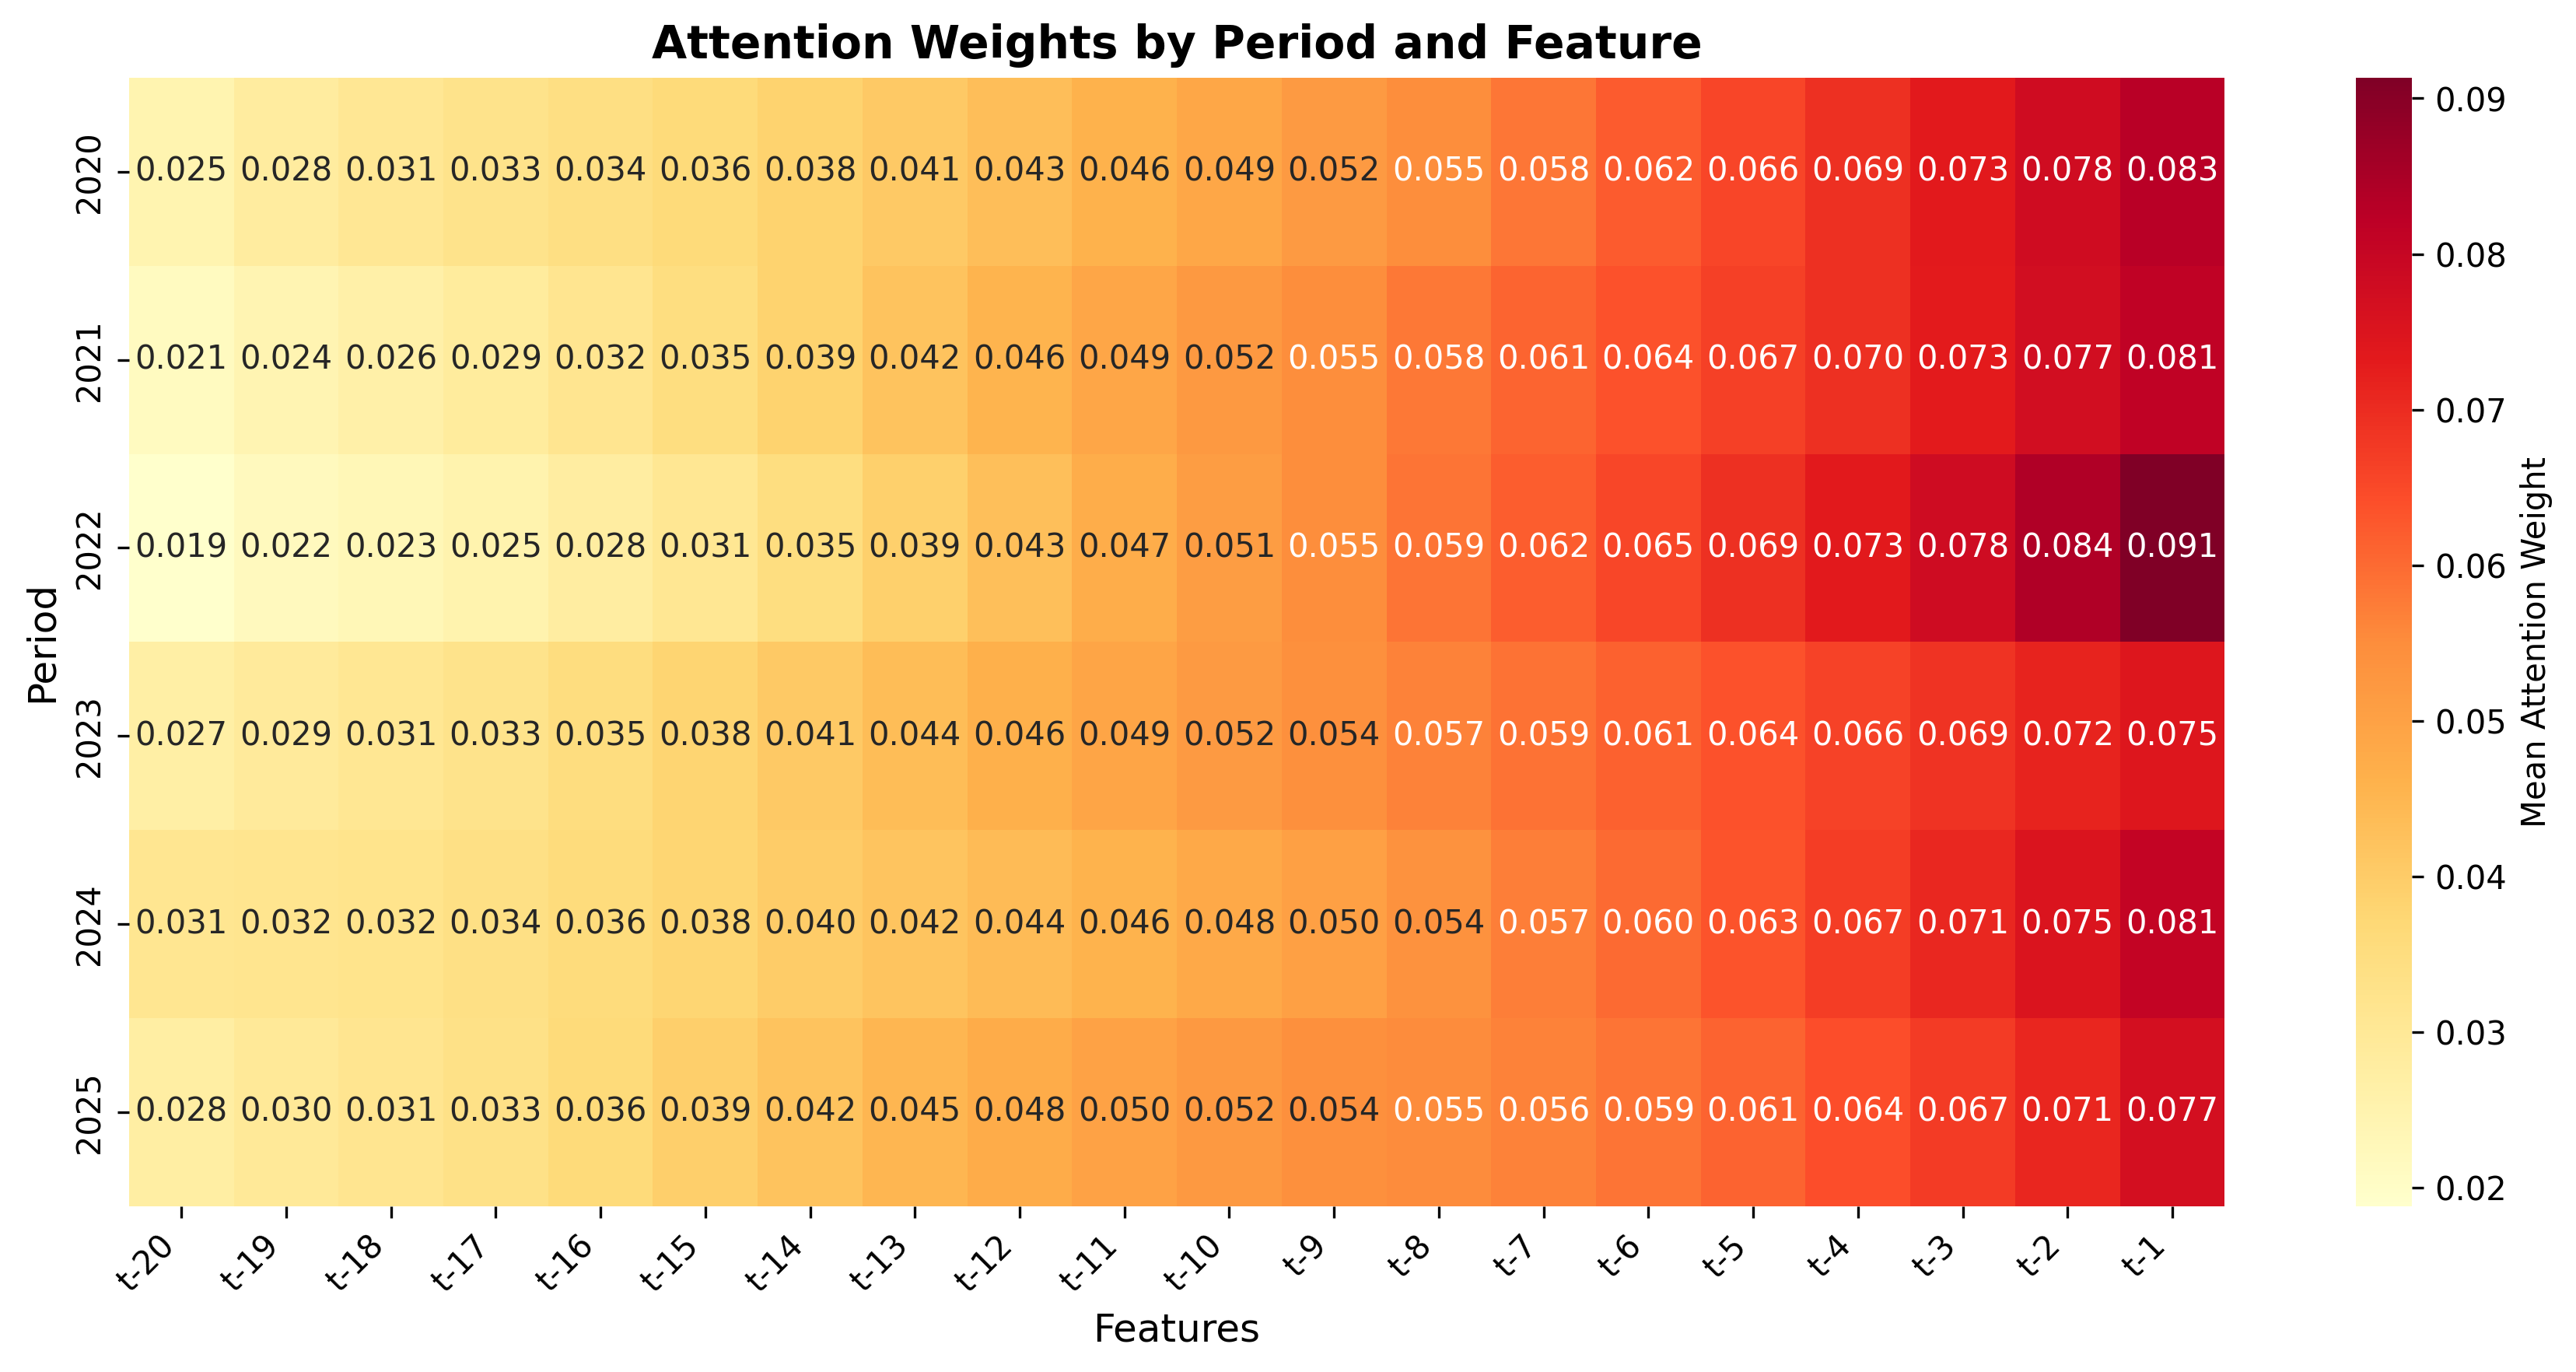 Attention Weights by Period and Feature
Period
2020 0.025 0.028 0.031 0.033 0.034 0.036 0.038 0.041 0.043 0.046 0.049 0.052 0.055 0.058 0.062 0.066 0.069 0.073 0.078 0.083
2021 0.021 0.024 0.026 0.029 0.032 0.035 0.039 0.042 0.046 0.049 0.052 0.055 0.058 0.061 0.064 0.067 0.070 0.073 0.077 0.081
2022 0.019 0.022 0.023 0.025 0.028 0.031 0.035 0.039 0.043 0.047 0.051 0.055 0.059 0.062 0.065 0.069 0.073 0.078 0.084 0.091
2023 0.027 0.029 0.031 0.033 0.035 0.038 0.041 0.044 0.046 0.049 0.052 0.054 0.057 0.059 0.061 0.064 0.066 0.069 0.072 0.075
2024 0.031 0.032 0.032 0.034 0.036 0.038 0.040 0.042 0.044 0.046 0.048 0.050 0.054 0.057 0.060 0.063 0.067 0.071 0.075 0.081
2025 0.028 0.030 0.031 0.033 0.036 0.039 0.042 0.045 0.048 0.050 0.052 0.054 0.055 0.056 0.059 0.061 0.064 0.067 0.071 0.077
t-20 t-19 t-18 t-17 t-16 t-15 t-14 t-13 t-12 t-11 t-10 t-9 t-8 t-7 t-6 t-5 t-4 t-3 t-2 t-1
Features
0.09
0.08
0.07
0.06
0.05
0.04
0.03
0.02
Mean Attention Weight